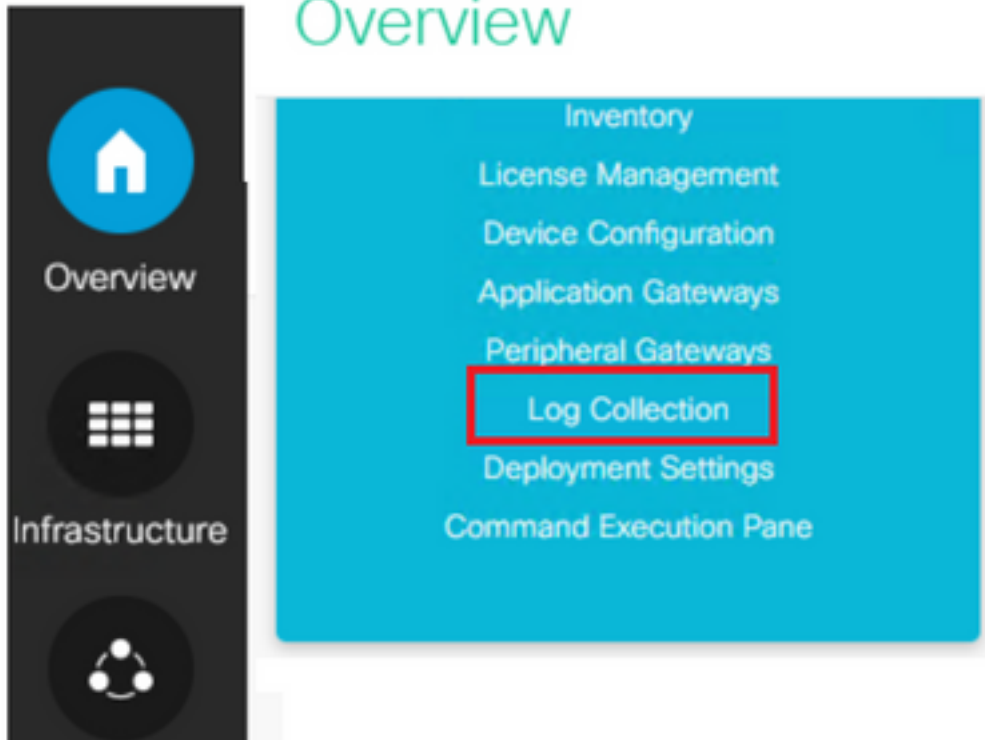 Overview
Overview
Infrastructure
Inventory
License Management
Device Configuration
Application Gateways
Peripheral Gateways
Log Collection
Deployment Settings
Command Execution Pane